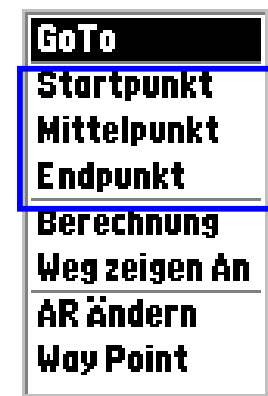 GoTo
Startpunkt
Mittelpunkt
Endpunkt
Berechnung
Weg zeigen An
AR Ändern
Way Point